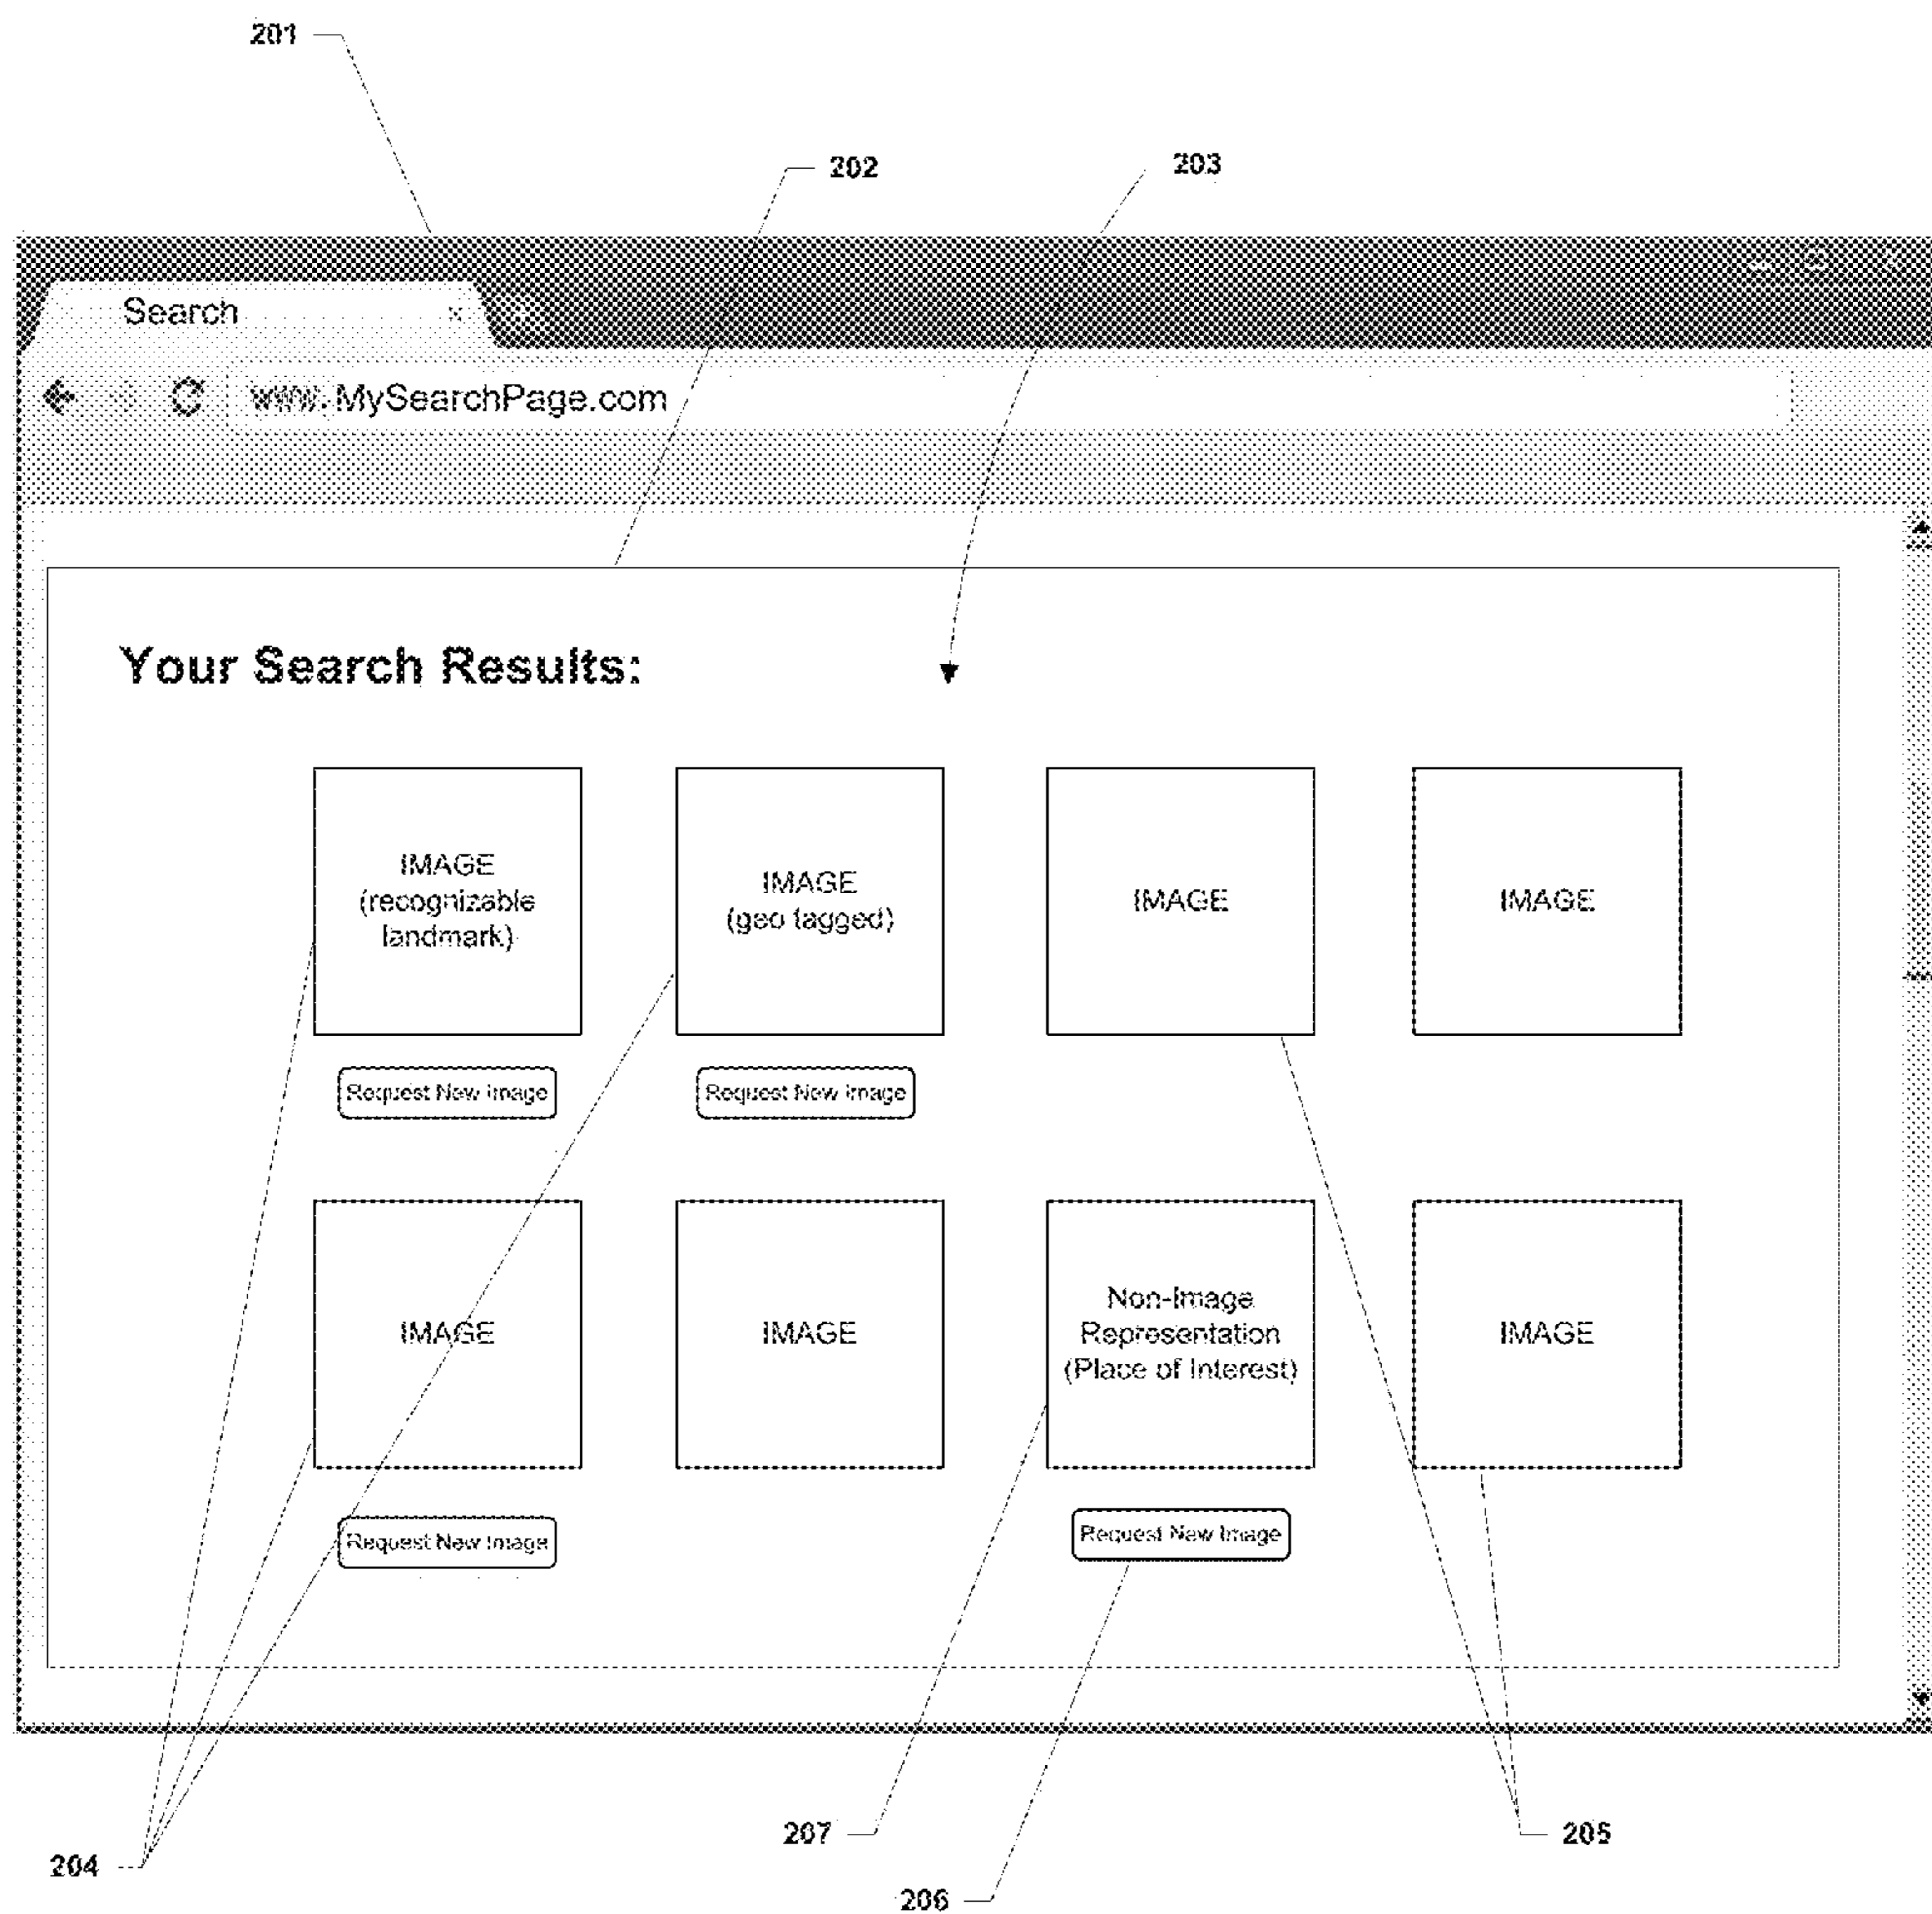 201
202
203
Search
www.MySearchPage.com
Your Search Results:
IMAGE
(recognizable
landmark)
IMAGE
(geo tagged)
IMAGE
IMAGE
Request New Image
Request New Image
IMAGE
IMAGE
Non-Image
Representation
(Place of Interest)
IMAGE
Request New Image
Request New Image
207
205
204
206